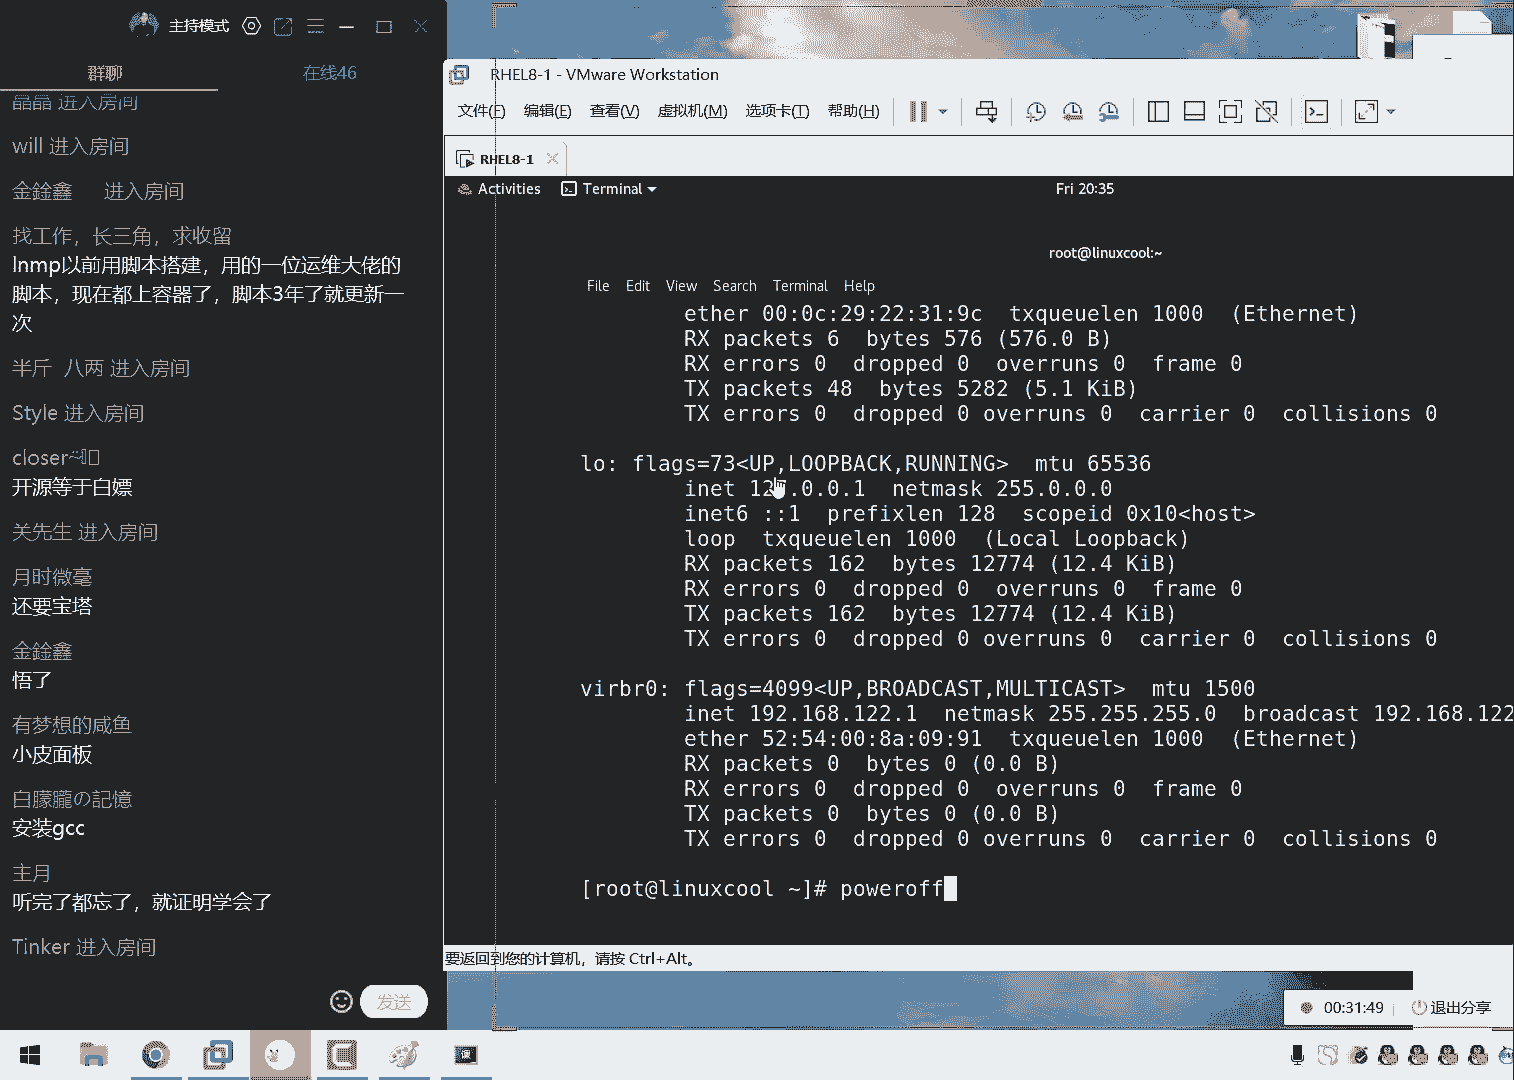 主持模式
群聊
在线46
晶晶 进入房间
will 进入房间
金鍂鑫 进入房间
找工作，长三角，求收留
lnmp以前用脚本搭建，用的一位运维大佬的
脚本，现在都上容器了，脚本3年了就更新一
次
半斤 八两 进入房间
Style 进入房间
closer
开源等于白嫖
关先生 进入房间
月时微毫
还要宝塔
金鍂鑫
悟了
有梦想的咸鱼
小皮面板
白朦朧の記憶
安装gcc
主月
听完了都忘了，就证明学会了
Tinker 进入房间
发送
RHEL8-1 - VMware Workstation
文件(F) 编辑(E) 查看(V) 虚拟机(M) 选项卡(T) 帮助(H)
RHEL8-1
Activities Terminal Fri 20:35
root@linuxcool:~
File Edit View Search Terminal Help
ether 00:0c:29:22:31:9c txqueuelen 1000 (Ethernet)
RX packets 6 bytes 576 (576.0 B)
RX errors 0 dropped 0 overruns 0 frame 0
TX packets 48 bytes 5282 (5.1 KiB)
TX errors 0 dropped 0 overruns 0 carrier 0 collisions 0
lo: flags=73<UP,LOOPBACK,RUNNING> mtu 65536
inet 127.0.0.1 netmask 255.0.0.0
inet6 ::1 prefixlen 128 scopeid 0x10<host>
loop txqueuelen 1000 (Local Loopback)
RX packets 162 bytes 12774 (12.4 KiB)
RX errors 0 dropped 0 overruns 0 frame 0
TX packets 162 bytes 12774 (12.4 KiB)
TX errors 0 dropped 0 overruns 0 carrier 0 collisions 0
virbr0: flags=4099<UP,BROADCAST,MULTICAST> mtu 1500
inet 192.168.122.1 netmask 255.255.255.0 broadcast 192.168.122
ether 52:54:00:8a:09:91 txqueuelen 1000 (Ethernet)
RX packets 0 bytes 0 (0.0 B)
RX errors 0 dropped 0 overruns 0 frame 0
TX packets 0 bytes 0 (0.0 B)
TX errors 0 dropped 0 overruns 0 carrier 0 collisions 0
[root@linuxcool ~]# poweroff
要返回到您的计算机，请按 Ctrl+Alt。
00:31:49 退出分享